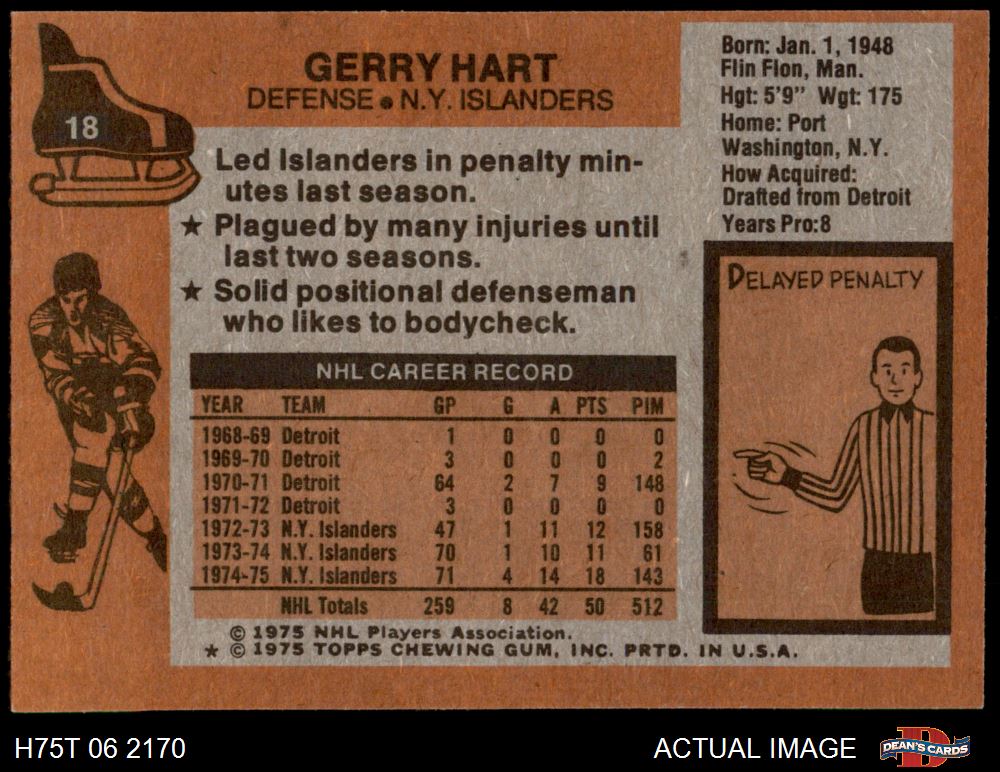 18
GERRY HART
DEFENSE • N.Y. ISLANDERS
Born: Jan. 1, 1948
Flin Flon, Man.
Hgt: 5'9" Wgt: 175
Home: Port
Washington, N.Y.
How Acquired:
Drafted from Detroit
Years Pro:8
Led Islanders in penalty min-
utes last season.
★ Plagued by many injuries until
last two seasons.
★ Solid positional defenseman
who likes to bodycheck.
DELAYED PENALTY
NHL CAREER RECORD
YEAR TEAM GP G A PTS PIM
1968-69 Detroit 1 0 0 0 0
1969-70 Detroit 3 0 0 0 2
1970-71 Detroit 64 2 7 9 148
1971-72 Detroit 3 0 0 0 0
1972-73 N.Y. Islanders 47 1 11 12 158
1973-74 N.Y. Islanders 70 1 10 11 61
1974-75 N.Y. Islanders 71 4 14 18 143
NHL Totals 259 8 42 50 512
© 1975 NHL Players Association.
★ © 1975 TOPPS CHEWING GUM, INC. PRTD. IN U.S.A.
H75T 06 2170
ACTUAL IMAGE
D
DEAN'S CARDS